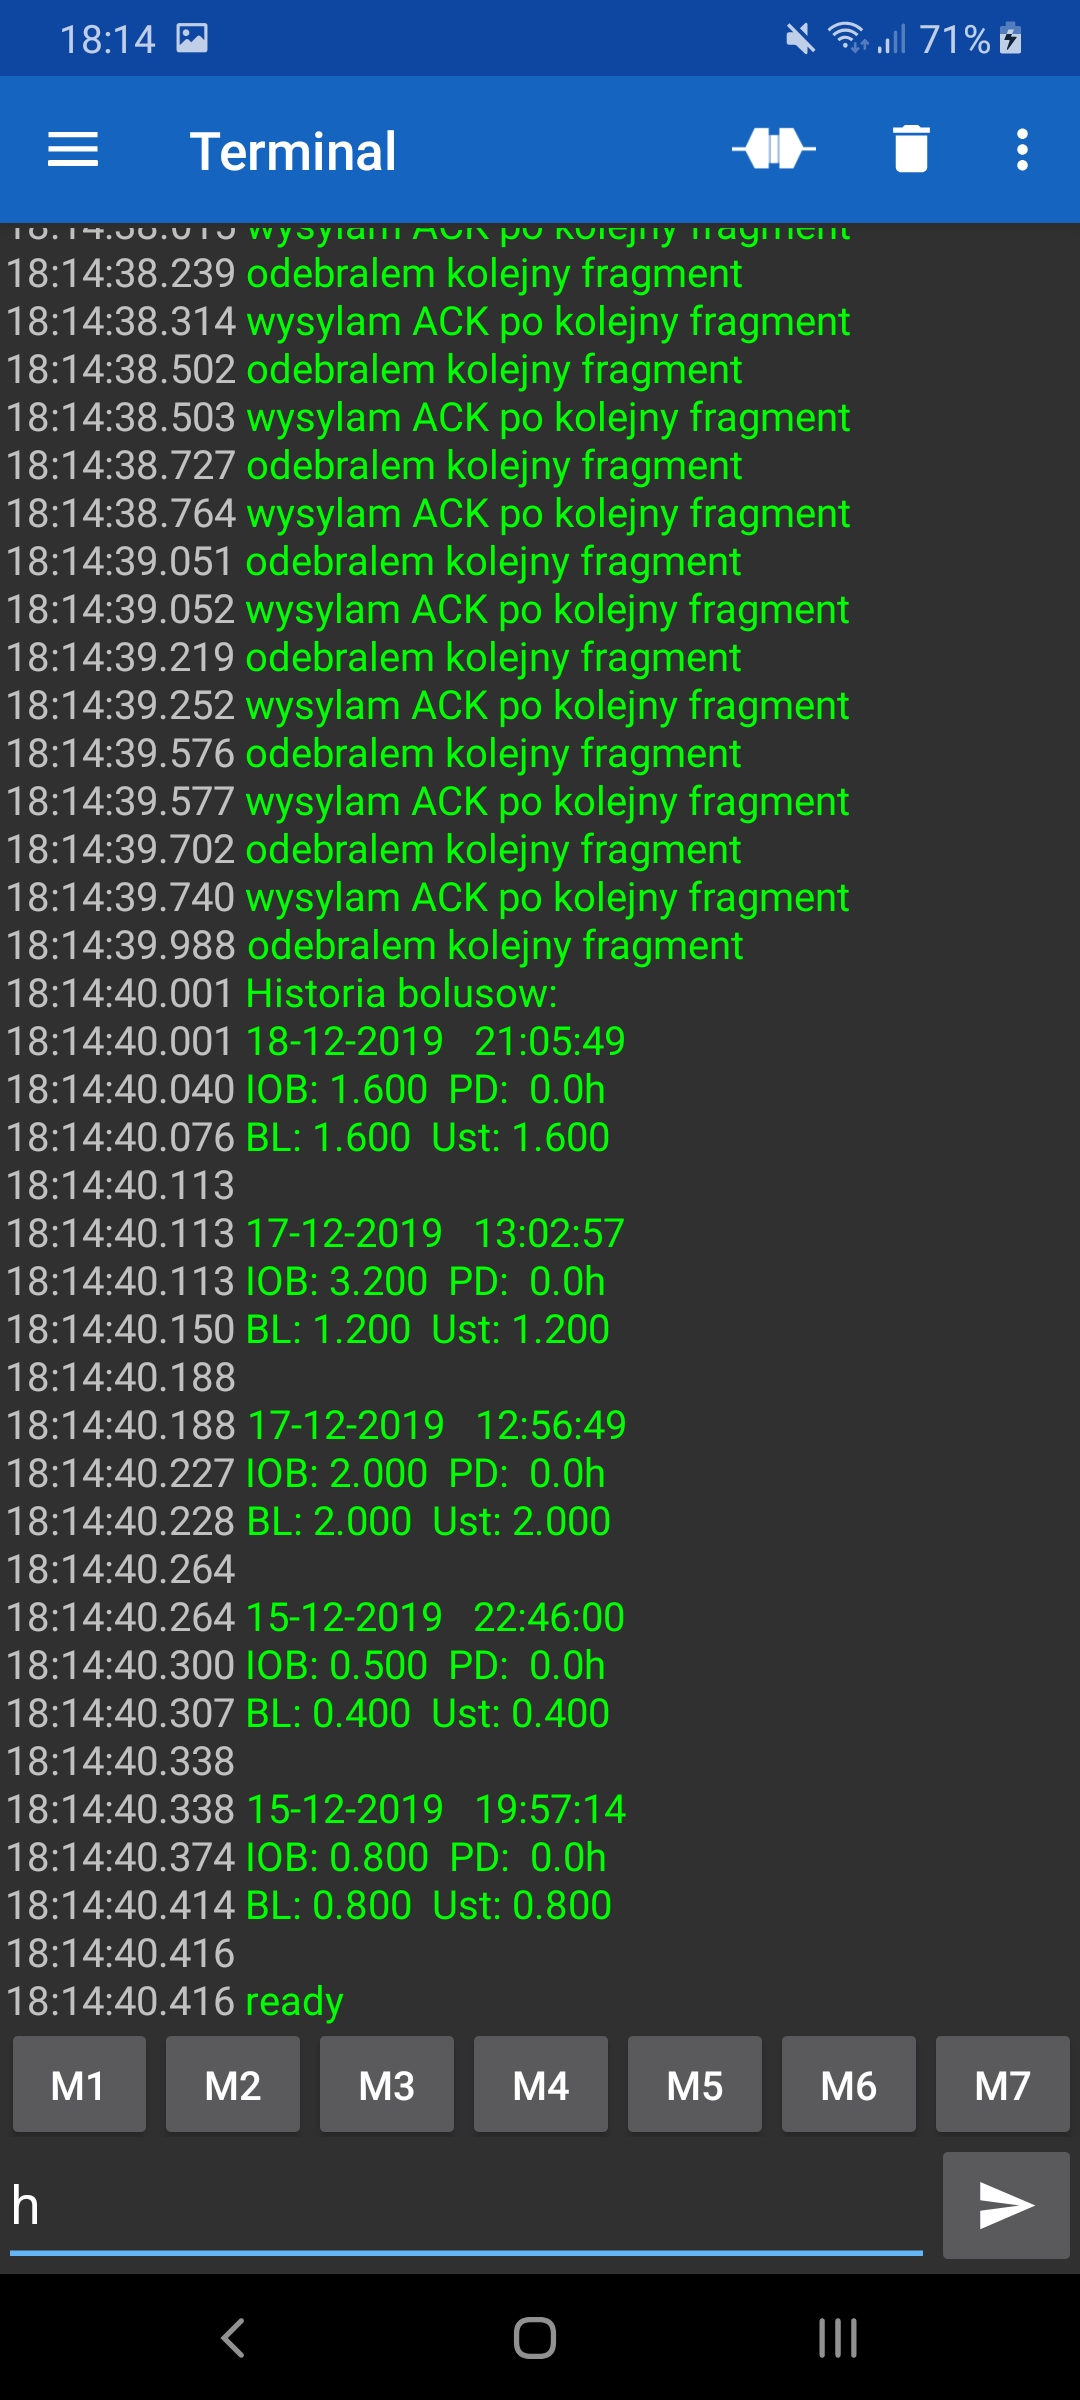 18:14 71%
Terminal
18:14:38.013 wysylam ACK po kolejny fragment
18:14:38.239 odebralem kolejny fragment
18:14:38.314 wysylam ACK po kolejny fragment
18:14:38.502 odebralem kolejny fragment
18:14:38.503 wysylam ACK po kolejny fragment
18:14:38.727 odebralem kolejny fragment
18:14:38.764 wysylam ACK po kolejny fragment
18:14:39.051 odebralem kolejny fragment
18:14:39.052 wysylam ACK po kolejny fragment
18:14:39.219 odebralem kolejny fragment
18:14:39.252 wysylam ACK po kolejny fragment
18:14:39.576 odebralem kolejny fragment
18:14:39.577 wysylam ACK po kolejny fragment
18:14:39.702 odebralem kolejny fragment
18:14:39.740 wysylam ACK po kolejny fragment
18:14:39.988 odebralem kolejny fragment
18:14:40.001 Historia bolusow:
18:14:40.001 18-12-2019 21:05:49
18:14:40.040 IOB: 1.600 PD: 0.0h
18:14:40.076 BL: 1.600 Ust: 1.600
18:14:40.113
18:14:40.113 17-12-2019 13:02:57
18:14:40.113 IOB: 3.200 PD: 0.0h
18:14:40.150 BL: 1.200 Ust: 1.200
18:14:40.188
18:14:40.188 17-12-2019 12:56:49
18:14:40.227 IOB: 2.000 PD: 0.0h
18:14:40.228 BL: 2.000 Ust: 2.000
18:14:40.264
18:14:40.264 15-12-2019 22:46:00
18:14:40.300 IOB: 0.500 PD: 0.0h
18:14:40.307 BL: 0.400 Ust: 0.400
18:14:40.338
18:14:40.338 15-12-2019 19:57:14
18:14:40.374 IOB: 0.800 PD: 0.0h
18:14:40.414 BL: 0.800 Ust: 0.800
18:14:40.416
18:14:40.416 ready
M1 M2 M3 M4 M5 M6 M7
h